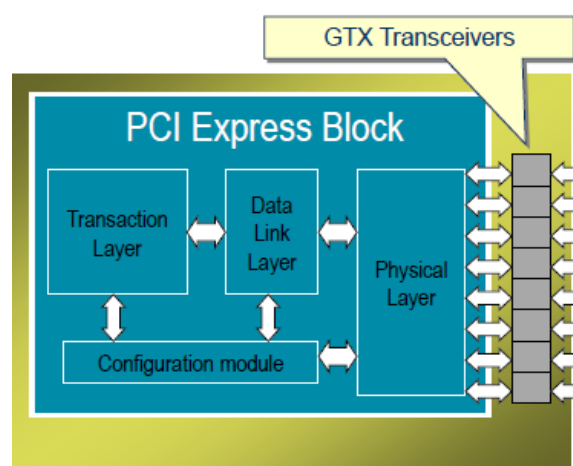 GTX Transceivers
PCI Express Block
Transaction
Layer
Data
Link
Layer
Physical
Layer
Configuration module